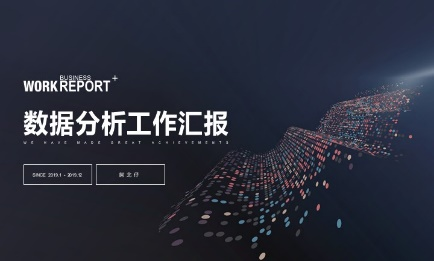 BUSINESS
WORK REPORT+
数据分析工作汇报
WE HAVE MADE GREAT ACHIEVEMENTS
SINCE 2019.1 - 2019.12